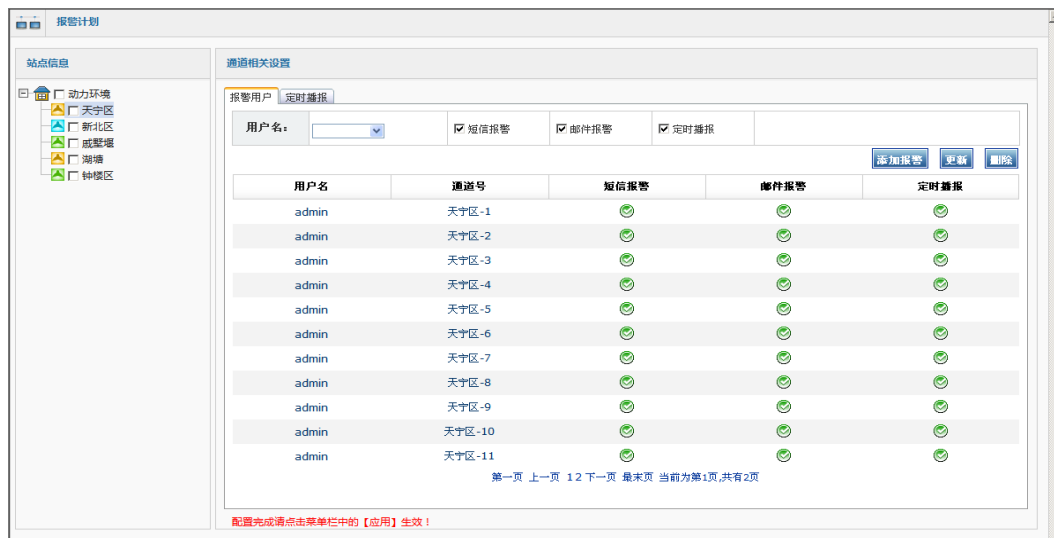 报警计划
站点信息
动力环境
天宁区
新北区
戚墅堰
湖塘
钟楼区
通道相关设置
报警用户 定时播报
用户名： 短信报警 邮件报警 定时播报
添加报警 更新 删除
用户名 通道号 短信报警 邮件报警 定时播报
admin 天宁区-1
admin 天宁区-2
admin 天宁区-3
admin 天宁区-4
admin 天宁区-5
admin 天宁区-6
admin 天宁区-7
admin 天宁区-8
admin 天宁区-9
admin 天宁区-10
admin 天宁区-11
第一页 上一页 1 2 下一页 最末页 当前为第1页,共有2页
配置完成请点击菜单栏中的【应用】生效！